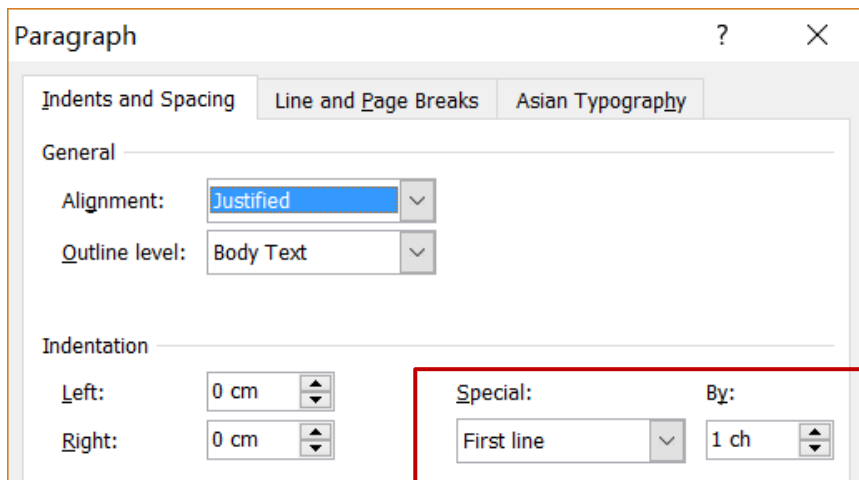 Paragraph ?
Indents and Spacing Line and Page Breaks Asian Typography
General
Alignment: Justified
Outline level: Body Text
Indentation
Left: 0 cm Special: By:
Right: 0 cm First line 1 ch